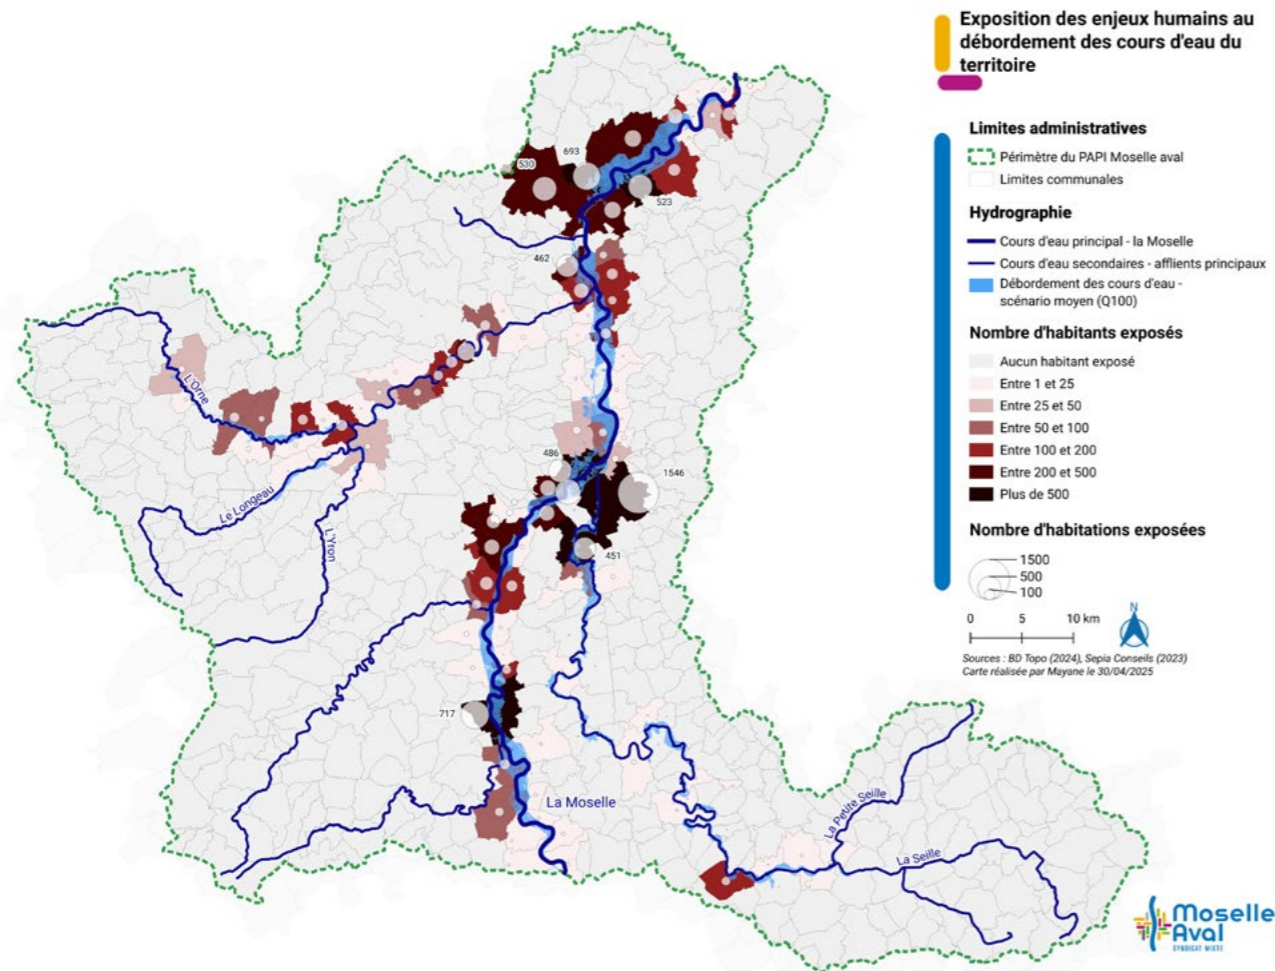 Exposition des enjeux humains au
débordement des cours d'eau du
territoire
Limites administratives
Périmètre du PAPI Moselle aval
Limites communales
Hydrographie
Cours d'eau principal - la Moselle
Cours d'eau secondaires - afflients principaux
Débordement des cours d'eau -
scénario moyen (Q100)
Nombre d'habitants exposés
Aucun habitant exposé
Entre 1 et 25
Entre 25 et 50
Entre 50 et 100
Entre 100 et 200
Entre 200 et 500
Plus de 500
Nombre d'habitations exposées
1500
500
100
0 5 10 km
N
Sources : BD Topo (2024), Sepia Conseils (2023)
Carte réalisée par Mayane le 30/04/2025
693
530
523
462
L'Orne
486
1546
Le Longeau
L'Yron
451
717
La Moselle
La Petite Seille
La Seille
Moselle
Aval
SYNDICAT MIXTE